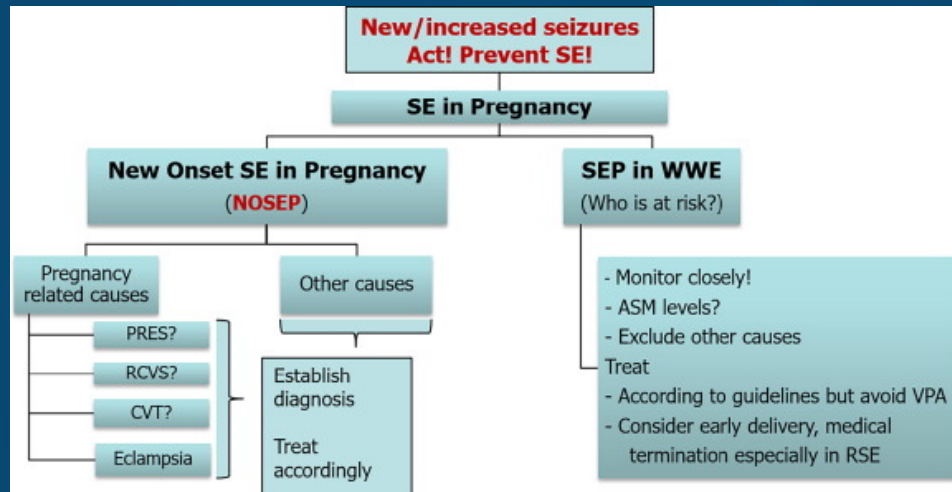 New/increased seizures
Act! Prevent SE!
SE in Pregnancy
New Onset SE in Pregnancy
(NOSEP)
SEP in WWE
(Who is at risk?)
Pregnancy
related causes
Other causes
PRES?
RCVS?
CVT?
Eclampsia
Establish
diagnosis
Treat
accordingly
- Monitor closely!
- ASM levels?
- Exclude other causes
Treat
- According to guidelines but avoid VPA
- Consider early delivery, medical
termination especially in RSE